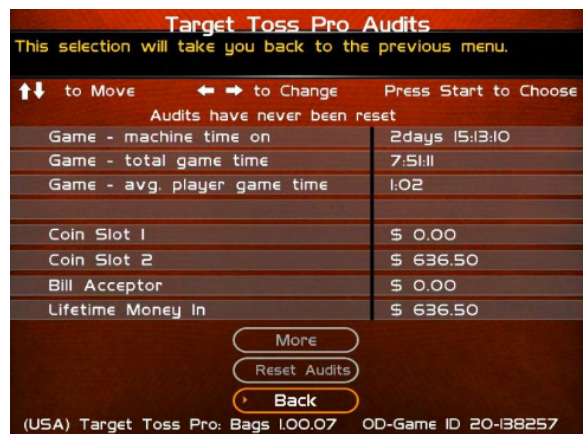 Target Toss Pro Audits
This selection will take you back to the previous menu.
to Move to Change Press Start to Choose
Audits have never been reset
Game - machine time on 2days 15:13:10
Game - total game time 7:51:11
Game - avg. player game time 1:02
Coin Slot 1 $ 0.00
Coin Slot 2 $ 636.50
Bill Acceptor $ 0.00
Lifetime Money In $ 636.50
More
Reset Audits
Back
(USA) Target Toss Pro: Bags 1.00.07 OD-Game ID 20-138257